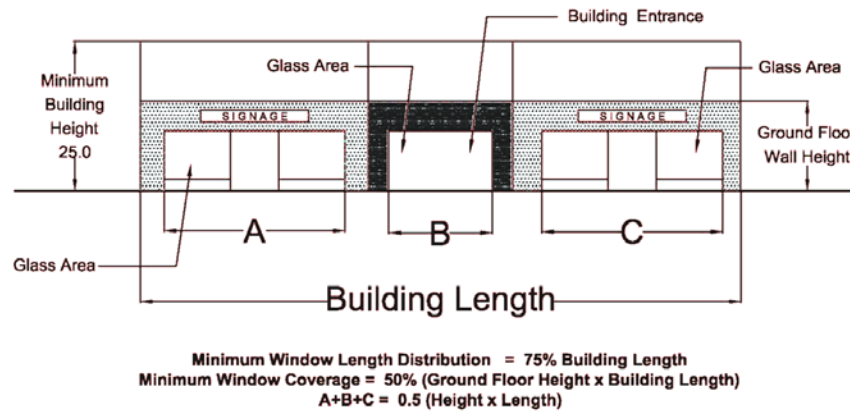 Building Entrance
Glass Area
Glass Area
Minimum
Building
Height
25.0
SIGNAGE
SIGNAGE
Ground Floor
Wall Height
A
B
C
Glass Area
Building Length
Minimum Window Length Distribution = 75% Building Length
Minimum Window Coverage = 50% (Ground Floor Height x Building Length)
A+B+C = 0.5 (Height x Length)